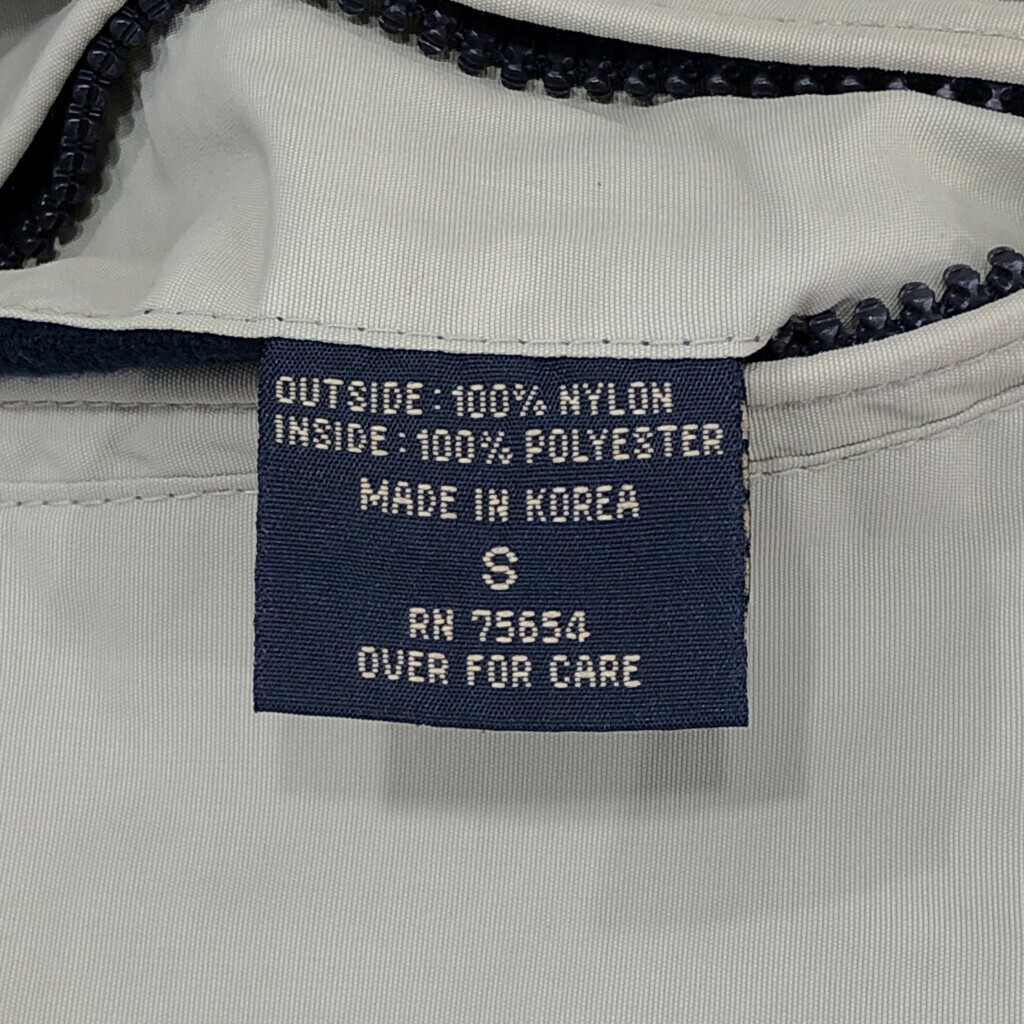 OUTSIDE: 100% NYLON
INSIDE: 100% POLYESTER
MADE IN KOREA
S
RN 75654
OVER FOR CARE